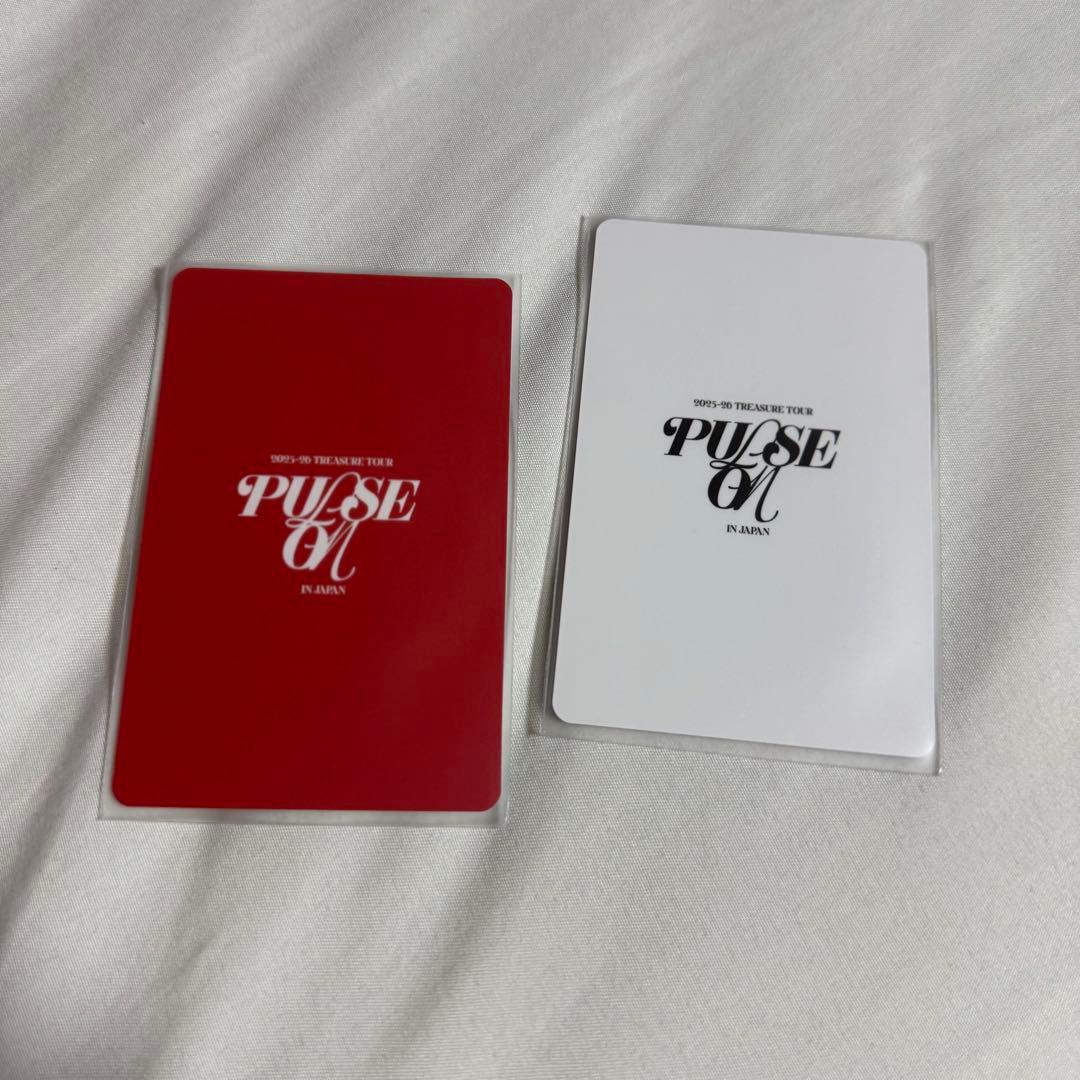 2025-26 TREASURE TOUR
PULSE
ON
IN JAPAN
2025-26 TREASURE TOUR
PULSE
ON
IN JAPAN